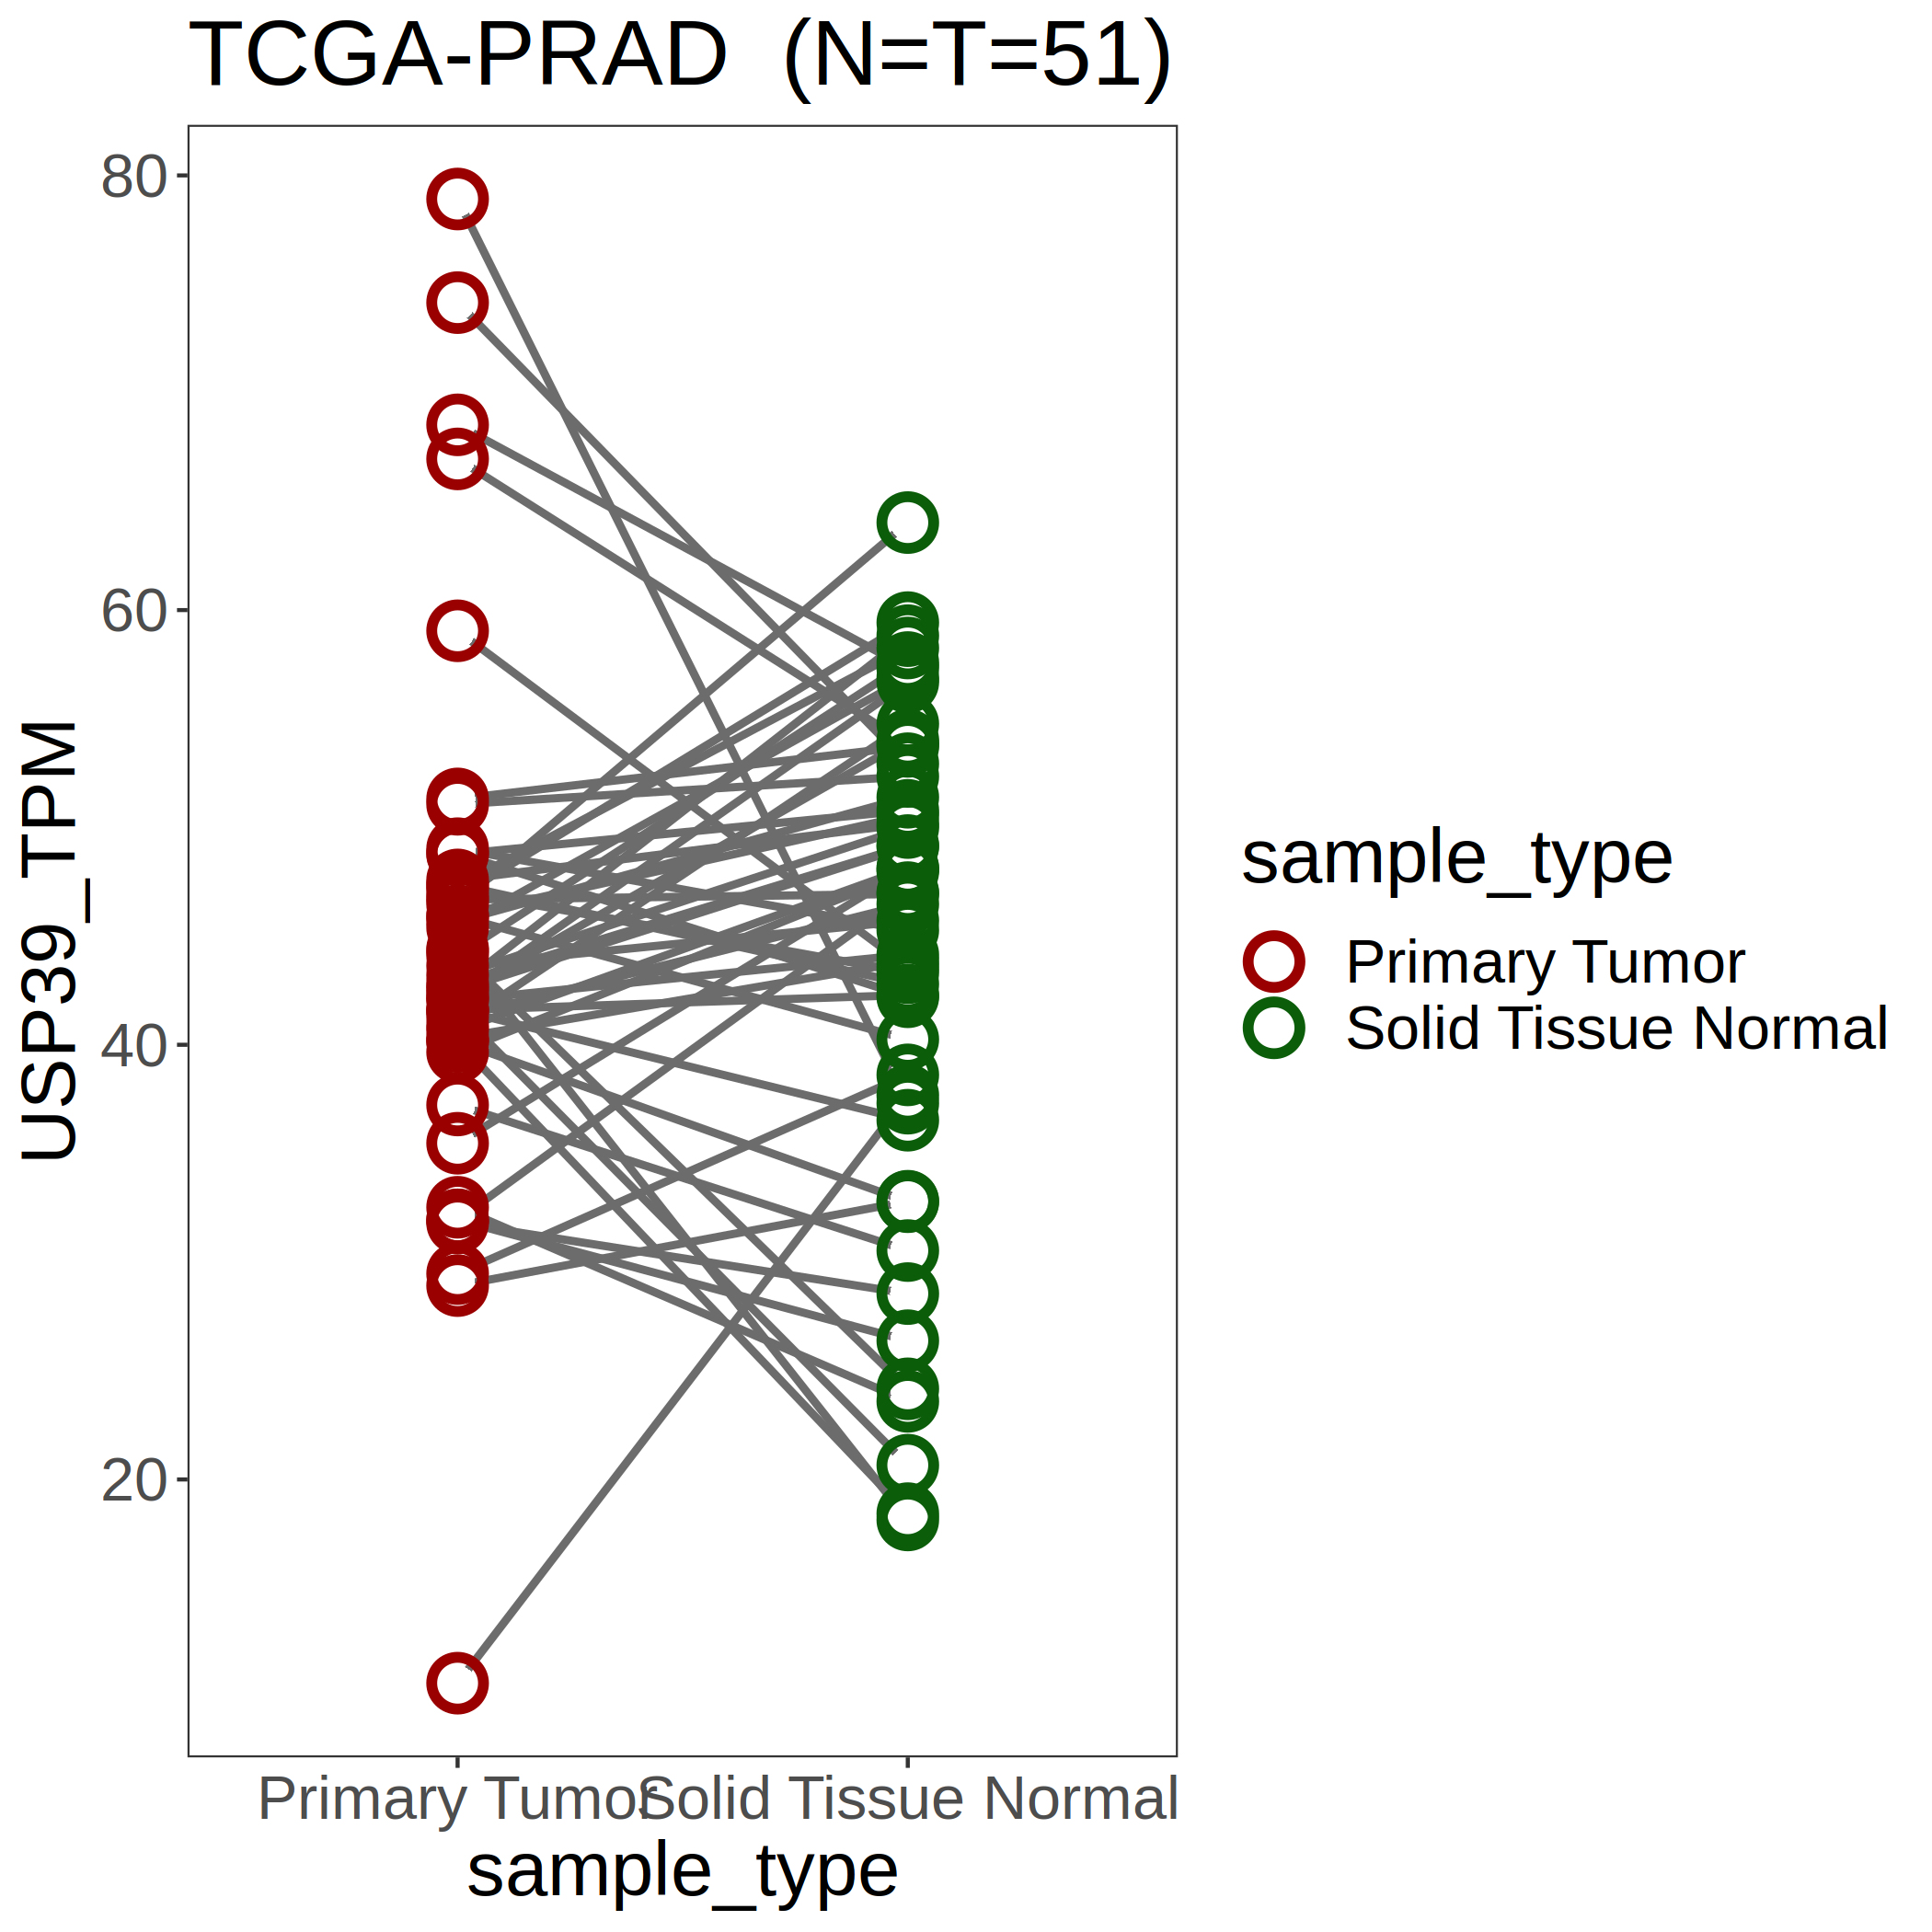 TCGA-PRAD  (N=T=51)
80
60
40
20
USP39_TPM
Primary Tumor
Solid Tissue Normal
sample_type
sample_type
Primary Tumor
Solid Tissue Normal